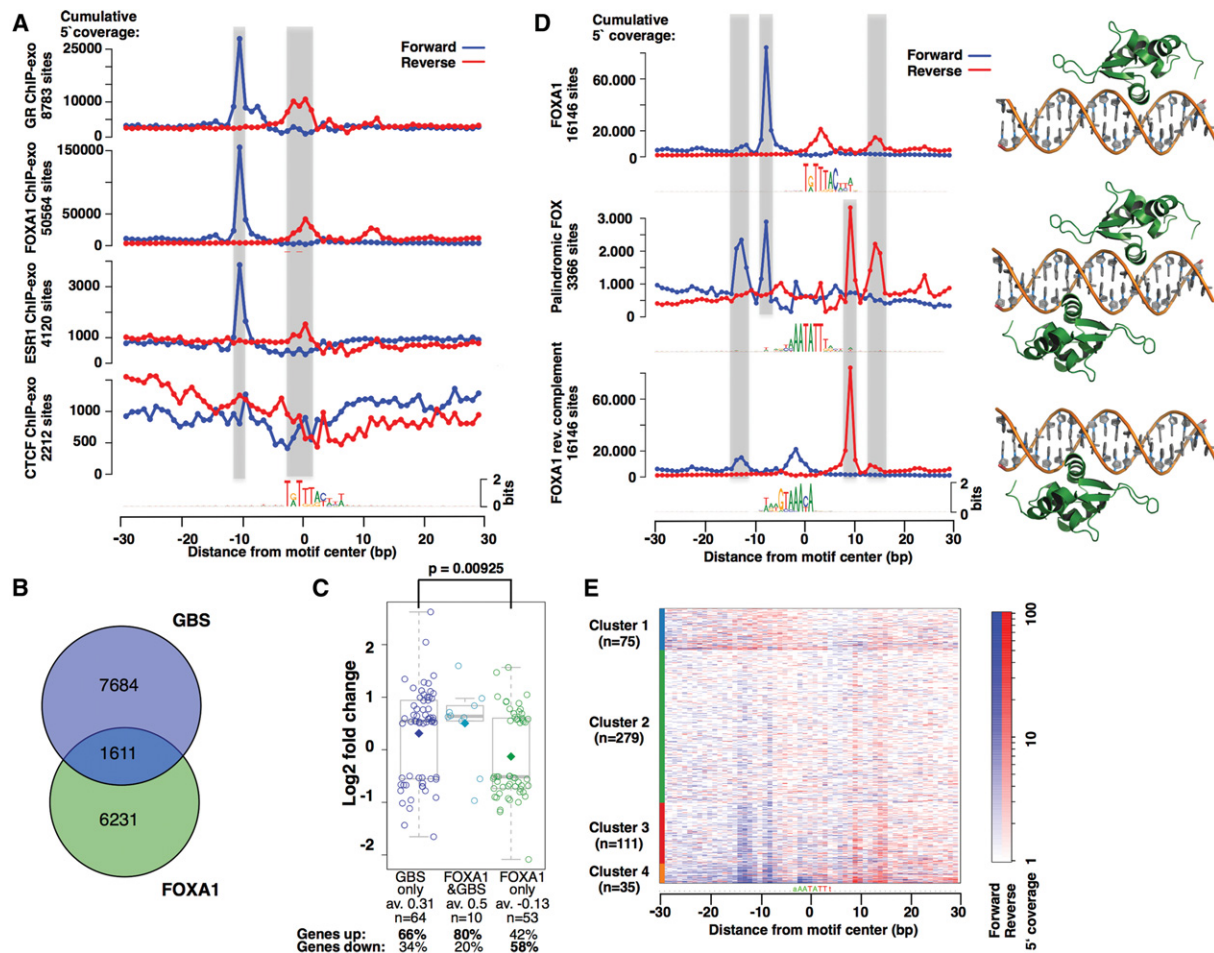 A
Cumulative
5`coverage:
Forward
Reverse
GR ChIP-exo
8783 sites
25000
10000
0
FOXA1 ChIP-exo
50564 sites
150000
50000
0
ESR1 ChIP-exo
4120 sites
3000
1000
0
CTCF ChIP-exo
2212 sites
1000
500
0
2
0
bits
-30
-20
-10
0
10
20
30
Distance from motif center (bp)
D
Cumulative
5`coverage:
Forward
Reverse
FOXA1
16146 sites
60.000
20.000
0
Palindromic FOX
3366 sites
3.000
2.000
1.000
0
AATATT
FOXA1 rev. complement
16146 sites
60.000
20.000
0
2
0
bits
-30
-20
-10
0
10
20
30
Distance from motif center (bp)
B
GBS
7684
1611
6231
FOXA1
C
p = 0.00925
Log2 fold change
2
1
0
-1
-2
GBS only av. 0.31 n=64
FOXA1 &GBS av. 0.5 n=10
FOXA1 only av. -0.13 n=53
Genes up: 66% 80% 42%
Genes down: 34% 20% 58%
E
Cluster 1
(n=75)
Cluster 2
(n=279)
Cluster 3
(n=111)
Cluster 4
(n=35)
aAATATTt
-30
-20
-10
0
10
20
30
Distance from motif center (bp)
100
10
1
Forward
Reverse
5' coverage